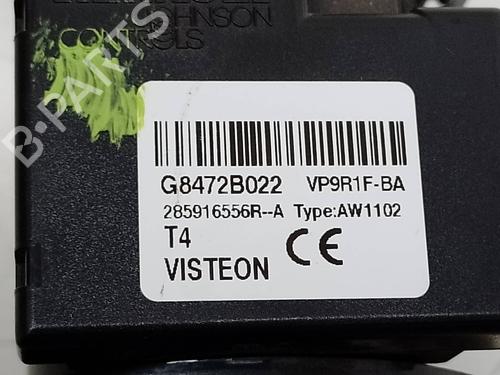 JOHNSON
CONTROLS
B-PARTS
G8472B022 VP9R1F-BA
285916556R--A Type:AW1102
T4
VISTEON CE